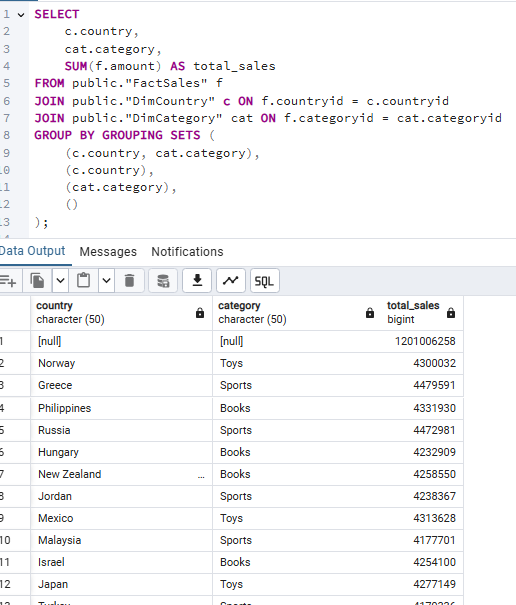 1 SELECT
2 c.country,
3 cat.category,
4 SUM(f.amount) AS total_sales
5 FROM public."FactSales" f
6 JOIN public."DimCountry" c ON f.countryid = c.countryid
7 JOIN public."DimCategory" cat ON f.categoryid = cat.categoryid
8 GROUP BY GROUPING SETS (
9 (c.country, cat.category),
10 (c.country),
11 (cat.category),
12 ()
13 );
Data Output Messages Notifications
SQL
country category total_sales
character (50) character (50) bigint
1 [null] [null] 1201006258
2 Norway Toys 4300032
3 Greece Sports 4479591
4 Philippines Books 4331930
5 Russia Sports 4472981
6 Hungary Books 4232909
7 New Zealand ... Books 4258550
8 Jordan Sports 4238367
9 Mexico Toys 4313628
10 Malaysia Sports 4177701
11 Israel Books 4254100
12 Japan Toys 4277149